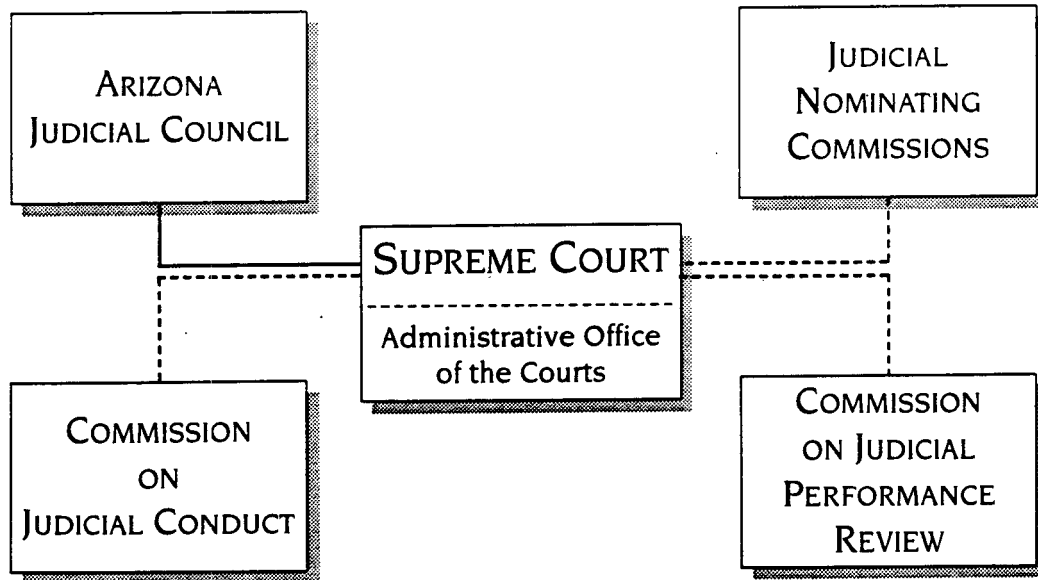 ARIZONA
JUDICIAL COUNCIL
JUDICIAL
NOMINATING
COMMISSIONS
SUPREME COURT
Administrative Office
of the Courts
COMMISSION
ON
JUDICIAL CONDUCT
COMMISSION
ON JUDICIAL
PERFORMANCE
REVIEW